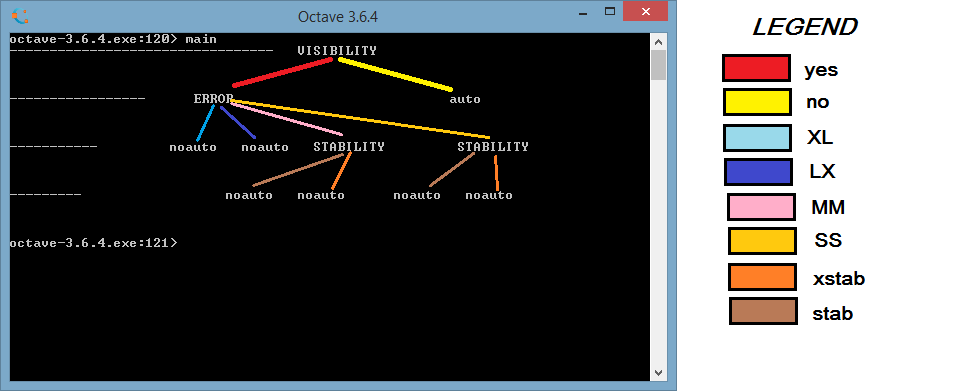 Octave 3.6.4
octave-3.6.4.exe:120> main
--------------------------------- VISIBILITY
----------------- ERROR auto
----------- noauto noauto STABILITY STABILITY
--------- noauto noauto noauto noauto
octave-3.6.4.exe:121>
LEGEND
yes
no
XL
LX
MM
SS
xstab
stab